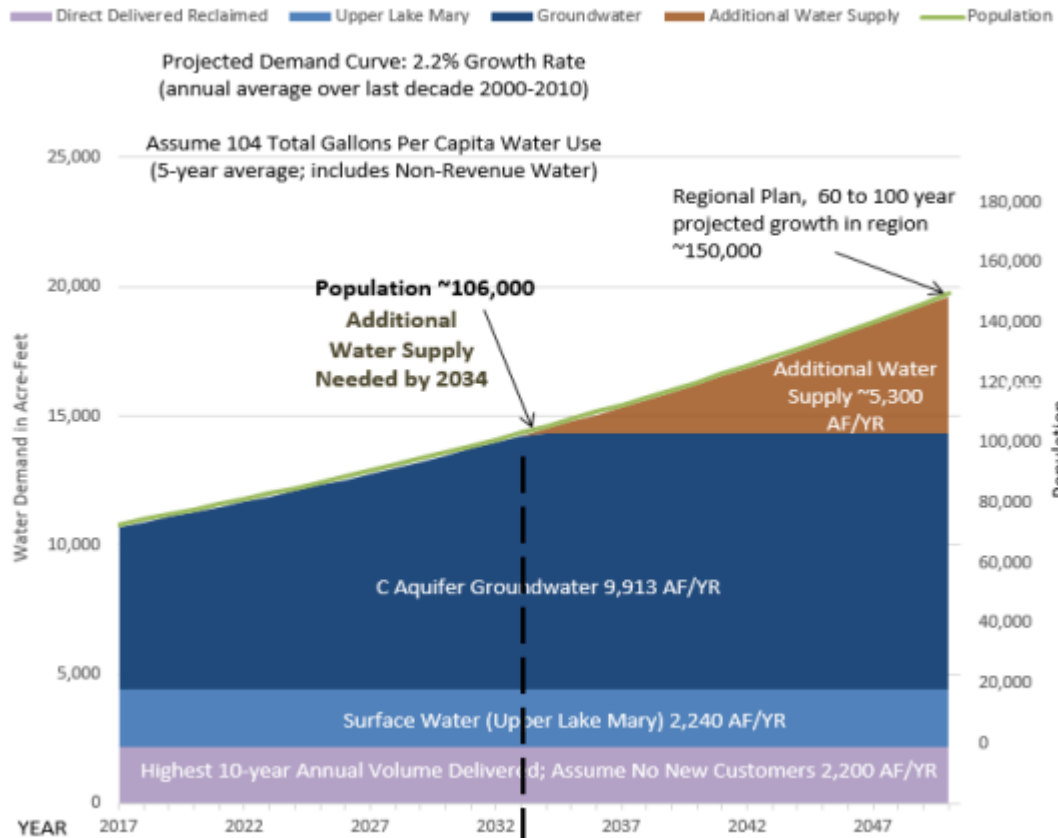 Direct Delivered Reclaimed Upper Lake Mary Groundwater Additional Water Supply Population
Projected Demand Curve: 2.2% Growth Rate
(annual average over last decade 2000-2010)
Assume 104 Total Gallons Per Capita Water Use
(5-year average; includes Non-Revenue Water)
Regional Plan, 60 to 100 year
projected growth in region
~150,000
Population ~106,000
Additional
Water Supply
Needed by 2034
Additional Water
Supply ~5,300
AF/YR
C Aquifer Groundwater 9,913 AF/YR
Surface Water (Upper Lake Mary) 2,240 AF/YR
Highest 10-year Annual Volume Delivered; Assume No New Customers 2,200 AF/YR
Water Demand in Acre-Feet
25,000
20,000
15,000
10,000
5,000
0
Population
180,000
160,000
140,000
120,000
100,000
80,000
60,000
40,000
20,000
0
YEAR 2017 2022 2027 2032 2037 2042 2047